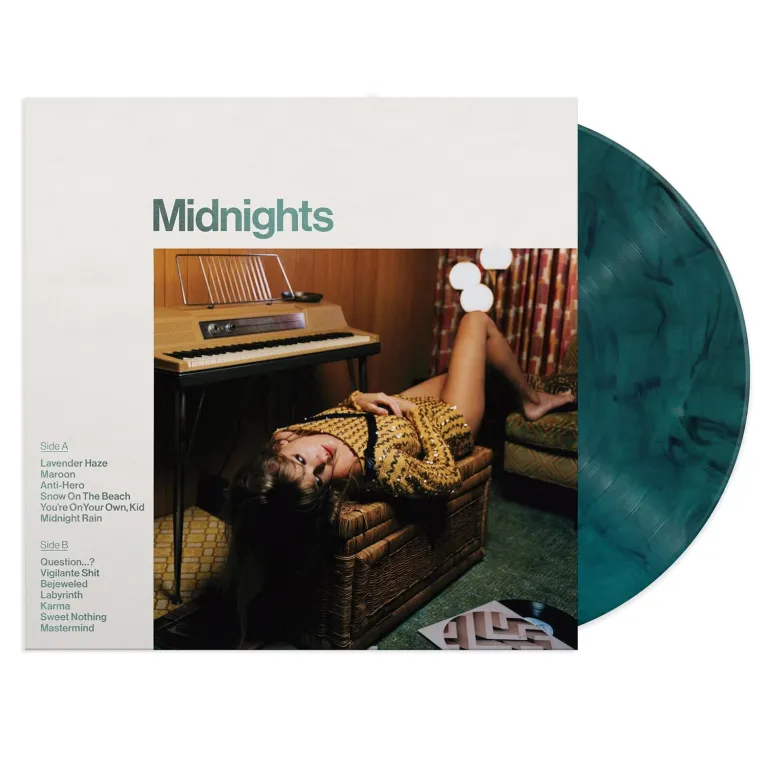 Midnights
Side A
Lavender Haze
Maroon
Anti-Hero
Snow On The Beach
You're On Your Own, Kid
Midnight Rain
Side B
Question...?
Vigilante Shit
Bejeweled
Labyrinth
Karma
Sweet Nothing
Mastermind